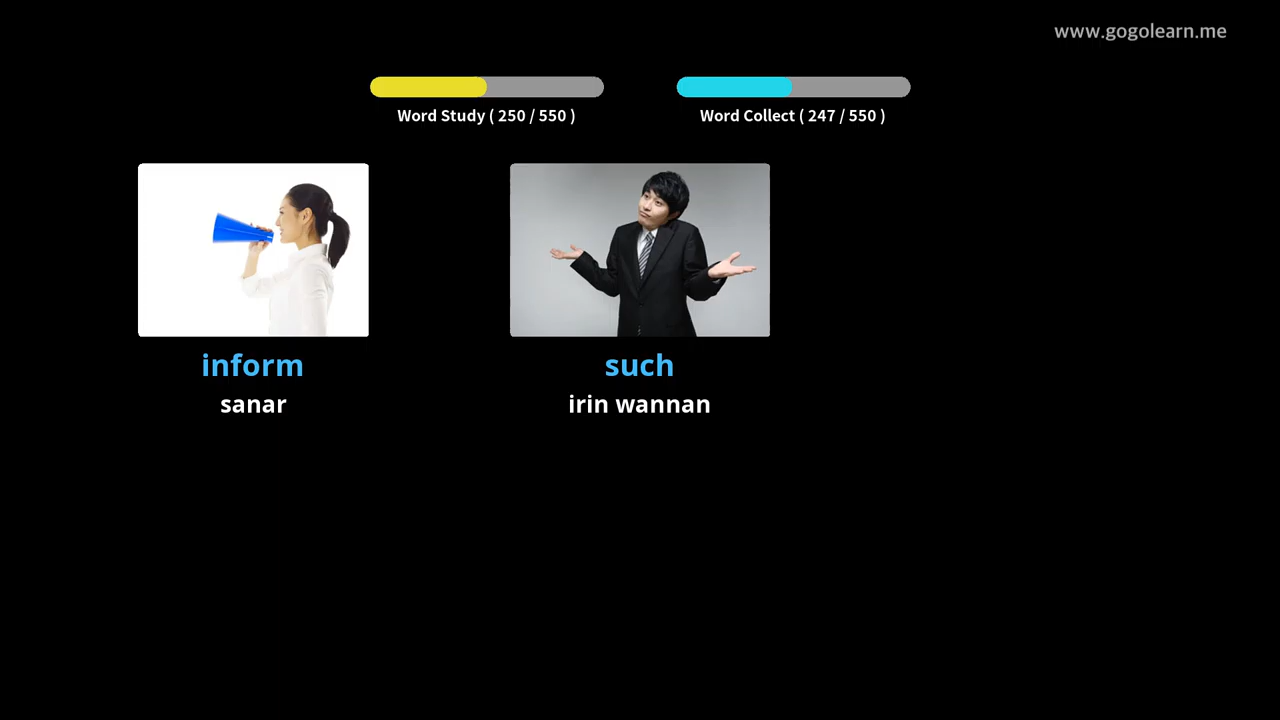 www.gogolearn.me
Word Study ( 250 / 550 )
Word Collect ( 247 / 550 )
inform
sanar
such
irin wannan